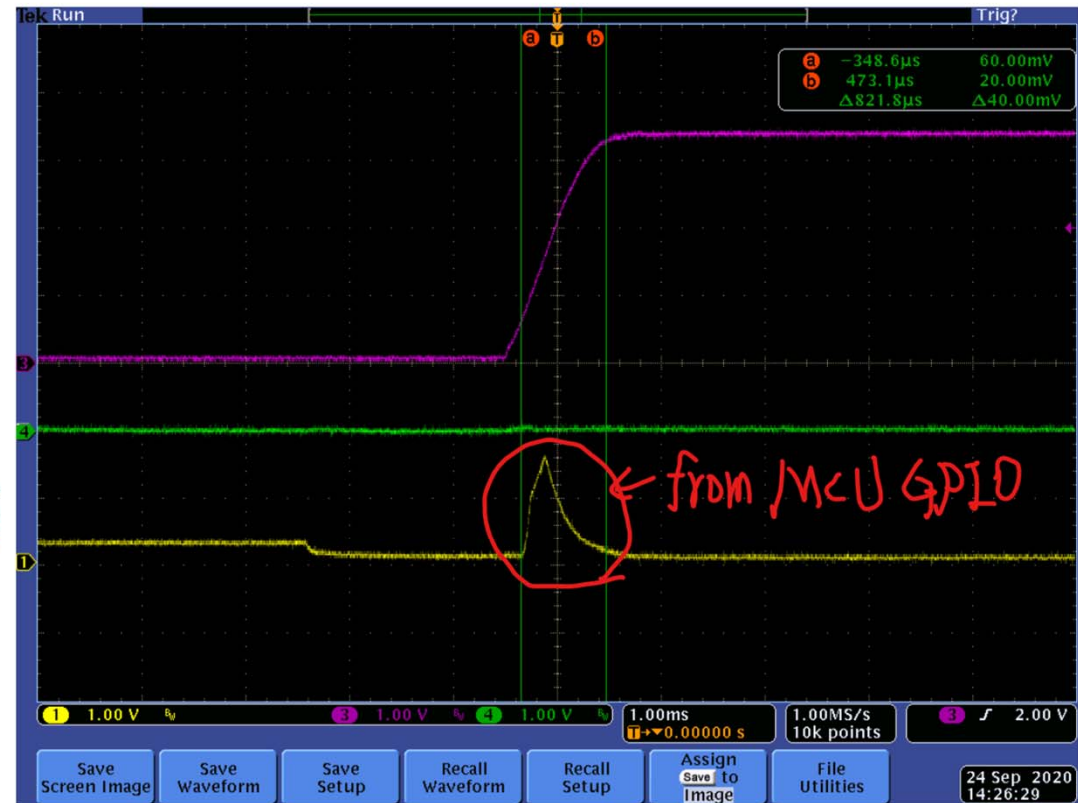 Tek Run
Trig?
T
a T b
a −348.6µs 60.00mV
b 473.1µs 20.00mV
Δ821.8µs Δ40.00mV
3
4
from MCU GPIO
1
1 1.00 V BW 3 1.00 V BW 4 1.00 V BW
1.00ms
T→▼0.00000 s
1.00MS/s
10k points
3 ∫ 2.00 V
Save
Screen Image
Save
Waveform
Save
Setup
Recall
Waveform
Recall
Setup
Assign
Save to
Image
File
Utilities
24 Sep 2020
14:26:29